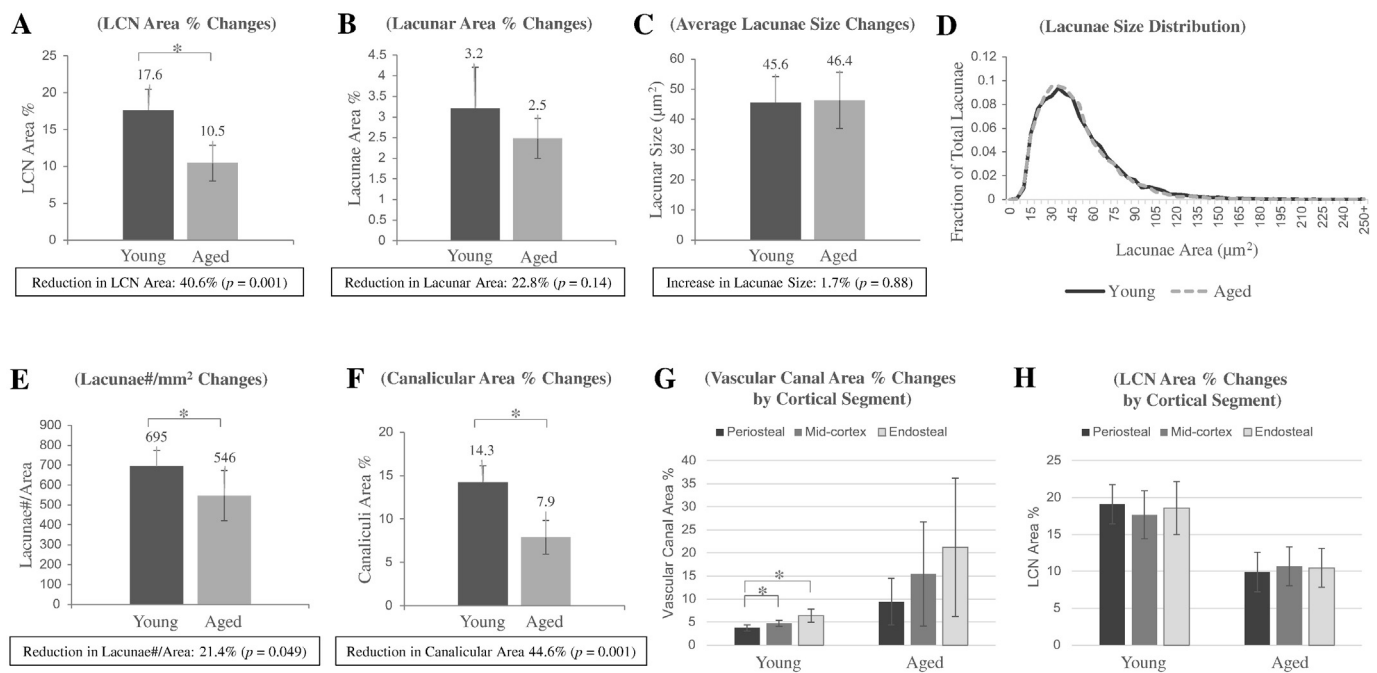 A
(LCN Area % Changes)
LCN Area %
25
20
15
10
5
0
*
17.6
10.5
Young
Aged
Reduction in LCN Area: 40.6% (p = 0.001)
B
(Lacunar Area % Changes)
Lacunae Area %
4.5
4
3.5
3
2.5
2
1.5
1
0.5
0
3.2
2.5
Young
Aged
Reduction in Lacunar Area: 22.8% (p = 0.14)
C
(Average Lacunae Size Changes)
Lacunar Size (µm²)
60
50
40
30
20
10
0
45.6
46.4
Young
Aged
Increase in Lacunae Size: 1.7% (p = 0.88)
D
(Lacunae Size Distribution)
Fraction of Total Lacunae
0.12
0.1
0.08
0.06
0.04
0.02
0
0
15
30
45
60
75
90
105
120
135
150
165
180
195
210
225
240
250+
Lacunae Area (µm²)
Young
Aged
E
(Lacunae#/mm² Changes)
Lacunae#/Area
900
800
700
600
500
400
300
200
100
0
*
695
546
Young
Aged
Reduction in Lacunae#/Area: 21.4% (p = 0.049)
F
(Canalicular Area % Changes)
Canaliculi Area %
20
15
10
5
0
*
14.3
7.9
Young
Aged
Reduction in Canalicular Area 44.6% (p = 0.001)
G
(Vascular Canal Area % Changes
by Cortical Segment)
Periosteal Mid-cortex Endosteal
Vascular Canal Area %
40
35
30
25
20
15
10
5
0
*
*
Young
Aged
H
(LCN Area % Changes
by Cortical Segment)
Periosteal Mid-cortex Endosteal
LCN Area %
25
20
15
10
5
0
Young
Aged